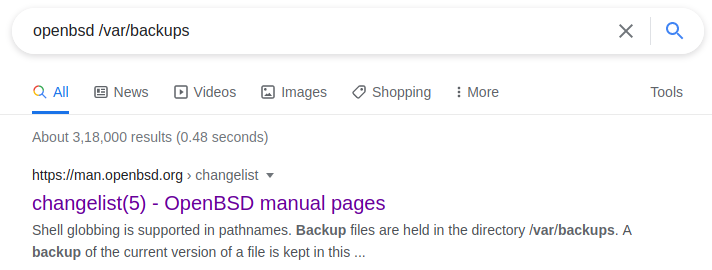 openbsd /var/backups
All News Videos Images Shopping More Tools
About 3,18,000 results (0.48 seconds)
https://man.openbsd.org › changelist
changelist(5) - OpenBSD manual pages
Shell globbing is supported in pathnames. Backup files are held in the directory /var/backups. A
backup of the current version of a file is kept in this ...